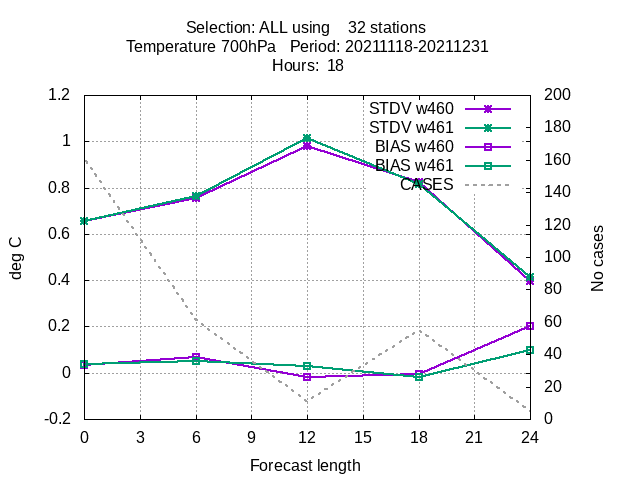 Selection: ALL using    32 stations
Temperature 700hPa   Period: 20211118-20211231
Hours:  18
1.2
1
0.8
0.6
0.4
0.2
0
-0.2
deg C
STDV w460
STDV w461
BIAS w460
BIAS w461
CASES
200
180
160
140
120
100
80
60
40
20
0
No cases
0 3 6 9 12 15 18 21 24
Forecast length